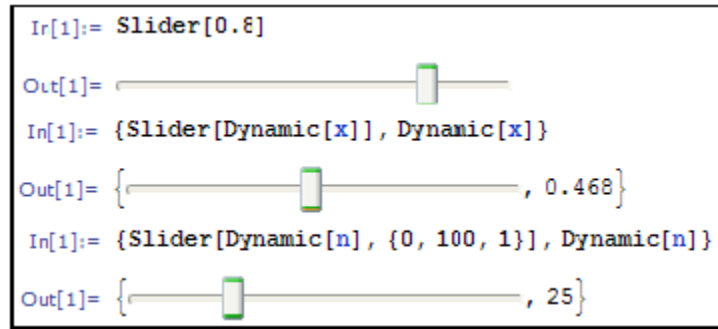 Ir[1]:= Slider[0.8]
Out[1]=
In[1]:= {Slider[Dynamic[x]], Dynamic[x]}
Out[1]= { , 0.468}
In[1]:= {Slider[Dynamic[n], {0, 100, 1}], Dynamic[n]}
Out[1]= { , 25}